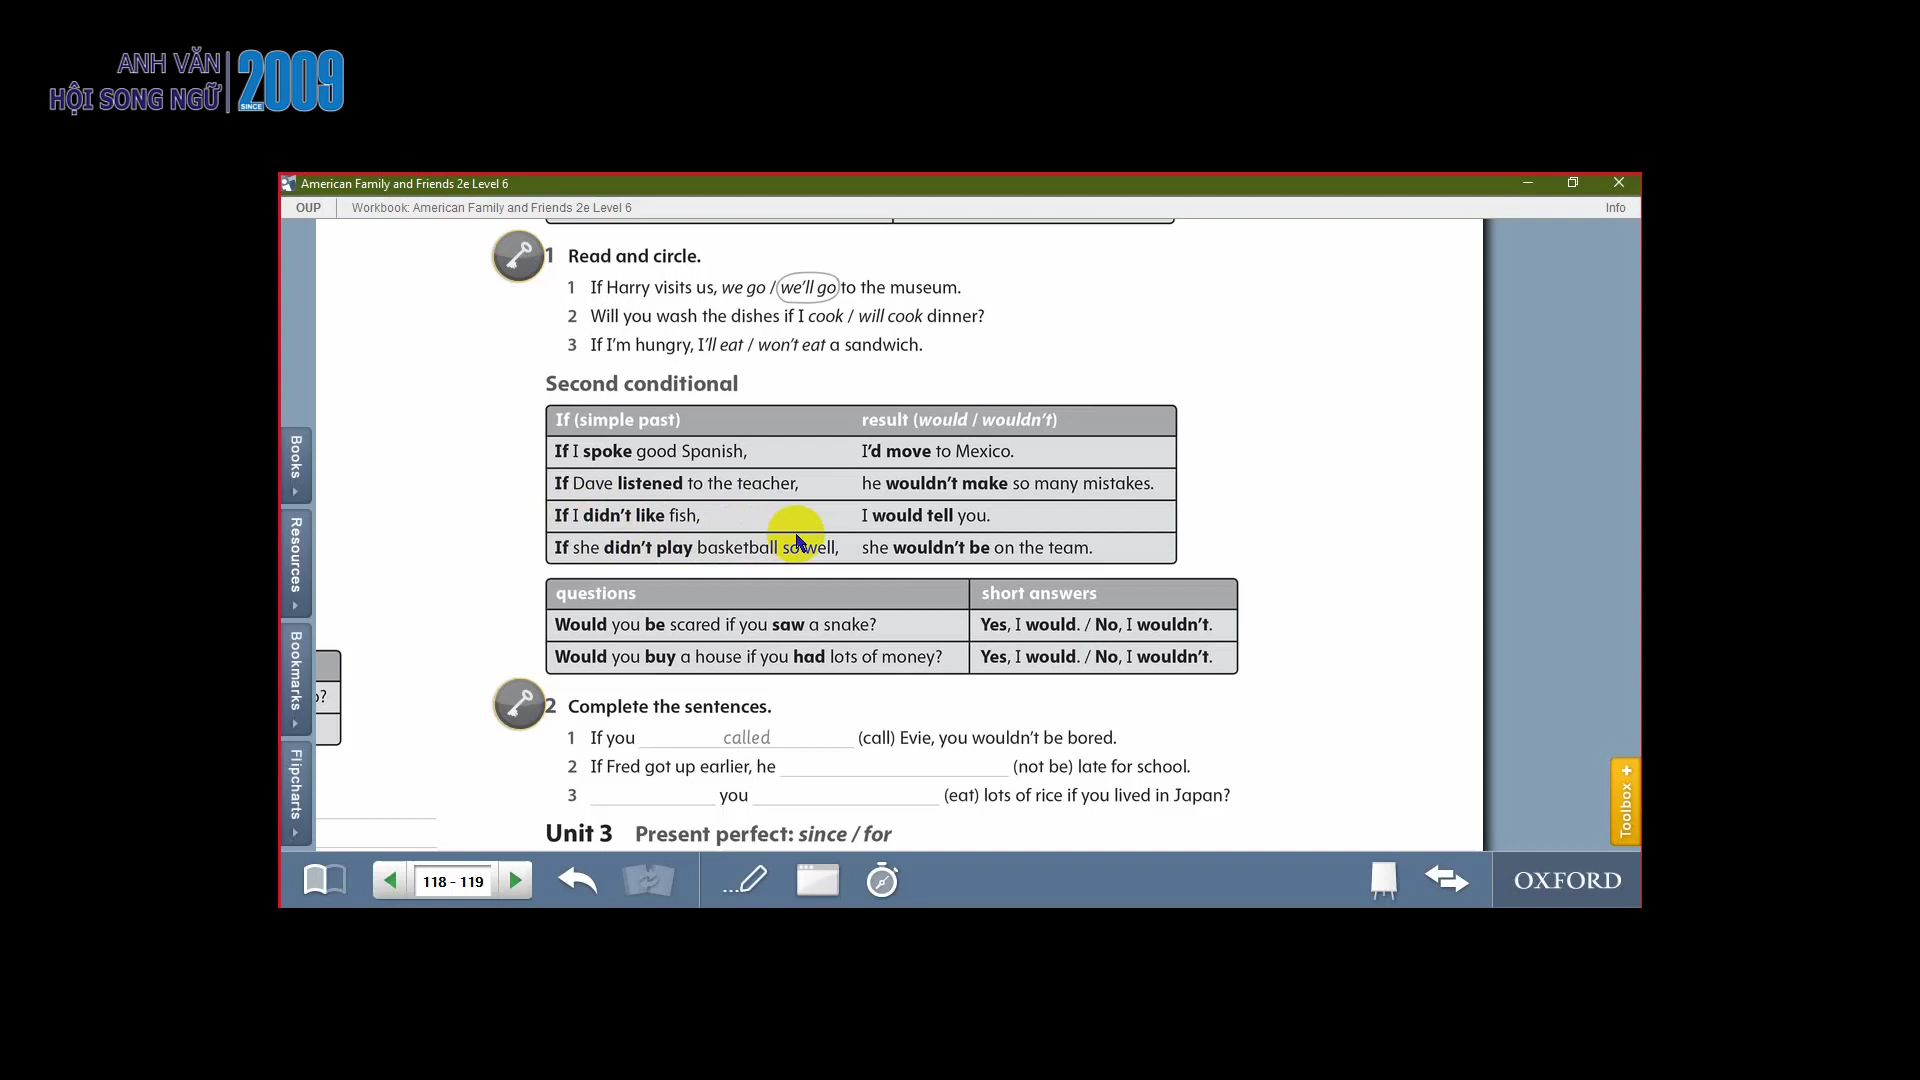 ANH VĂN
HỘI SONG NGỮ
SINCE
2009
American Family and Friends 2e Level 6
OUP
Workbook: American Family and Friends 2e Level 6
Info
1 Read and circle.
1 If Harry visits us, we go / we'll go to the museum.
2 Will you wash the dishes if I cook / will cook dinner?
3 If I'm hungry, I'll eat / won't eat a sandwich.
Second conditional
If (simple past) result (would / wouldn't)
If I spoke good Spanish, I'd move to Mexico.
If Dave listened to the teacher, he wouldn't make so many mistakes.
If I didn't like fish, I would tell you.
If she didn't play basketball so well, she wouldn't be on the team.
questions short answers
Would you be scared if you saw a snake? Yes, I would. / No, I wouldn't.
Would you buy a house if you had lots of money? Yes, I would. / No, I wouldn't.
2 Complete the sentences.
1 If you called (call) Evie, you wouldn't be bored.
2 If Fred got up earlier, he (not be) late for school.
3 you (eat) lots of rice if you lived in Japan?
Unit 3 Present perfect: since / for
Books
Resources
Bookmarks
Flipcharts
?
Toolbox +
118 - 119
OXFORD